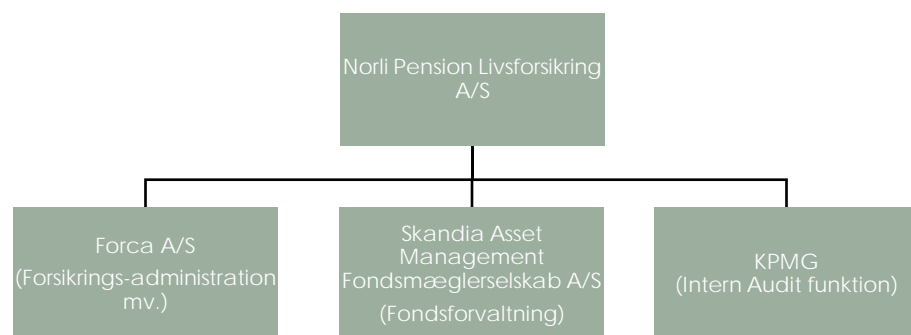 Norli Pension Livsforsikring
A/S
Forca A/S
(Forsikrings-administration
mv.)
Skandia Asset
Management
Fondsmæglerselskab A/S
(Fondsforvaltning)
KPMG
(Intern Audit funktion)